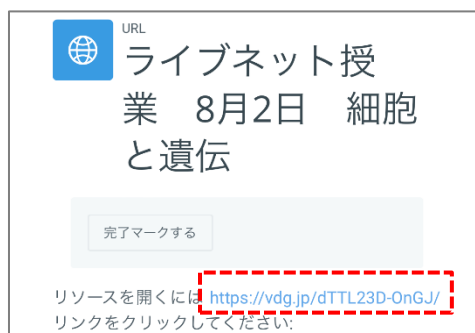 URL
ライブネット授
業　8月2日　細胞
と遺伝
完了マークする
リソースを開くには https://vdg.jp/dTTL23D-OnGJ/
リンクをクリックしてください: